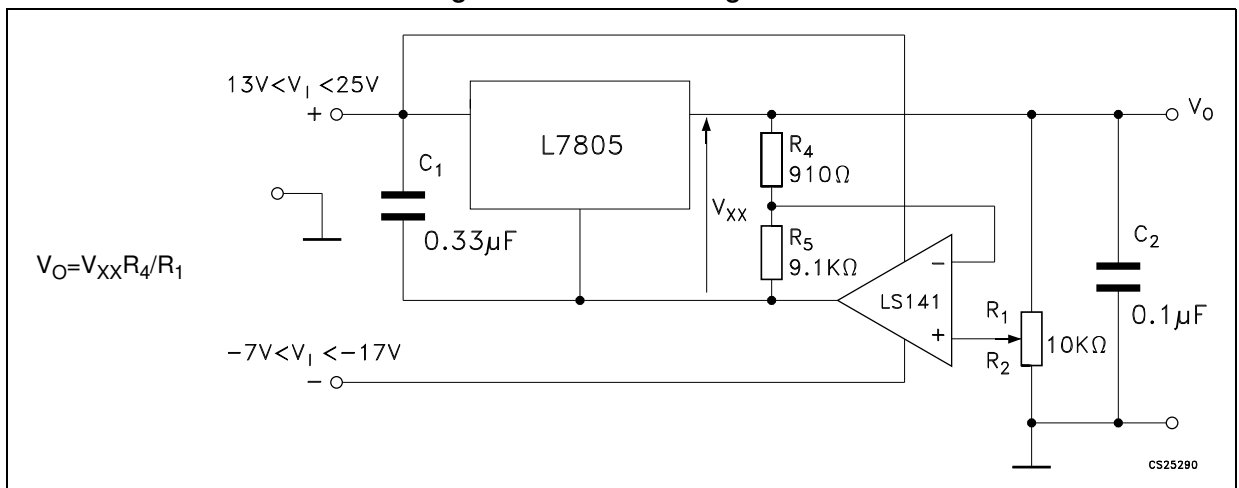 13V<V_I <25V
+
L7805
C_1
0.33µF
V_XX
R_4
910Ω
R_5
9.1KΩ
V_O
-
LS141
+
R_1
R_2
10KΩ
C_2
0.1µF
V_O=V_XXR_4/R_1
-7V<V_I <-17V
-
CS25290